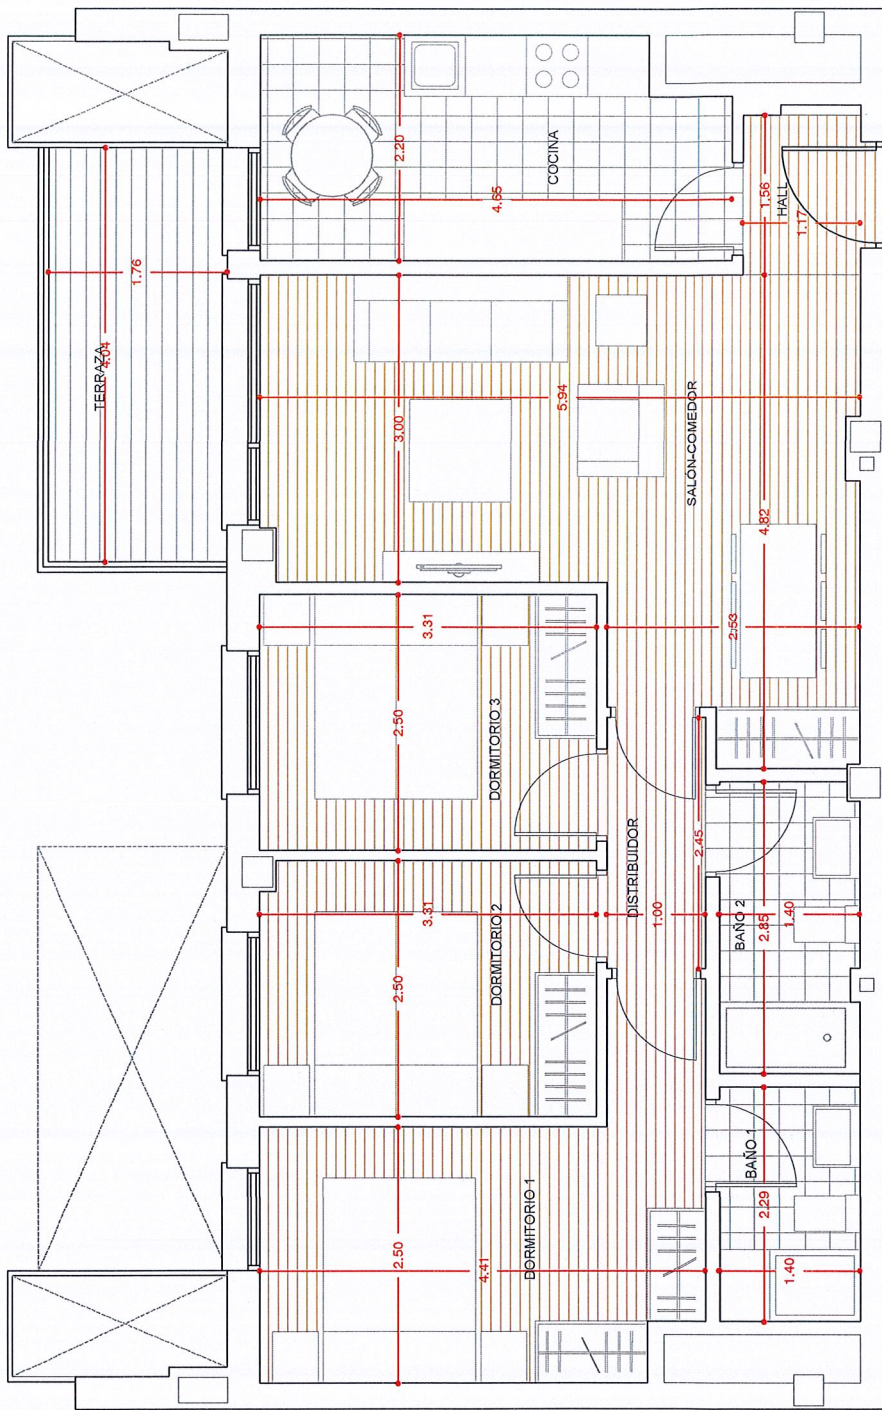 TERRAZA
1.76
4.04
COCINA
2.20
4.65
HALL
1.56
1.17
SALÓN-COMEDOR
3.00
5.94
4.82
2.53
DORMITORIO 3
3.31
2.50
DISTRIBUIDOR
1.00
2.45
DORMITORIO 2
3.31
2.50
BAÑO 2
2.85
1.40
DORMITORIO 1
2.50
4.41
BAÑO 1
2.29
1.40